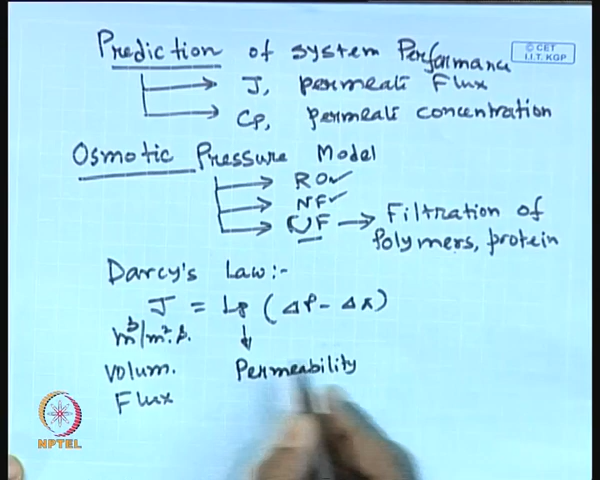 Prediction of system Performance
© CET
I.I.T. KGP
J, permeate Flux
Cp, permeate concentration
Osmotic Pressure Model
RO✓
NF✓
UF → Filtration of
Polymers, protein
Darcy's Law:-
J = Lp (ΔP - Δπ)
m³/m².s.
volum. Permeability
Flux
NPTEL